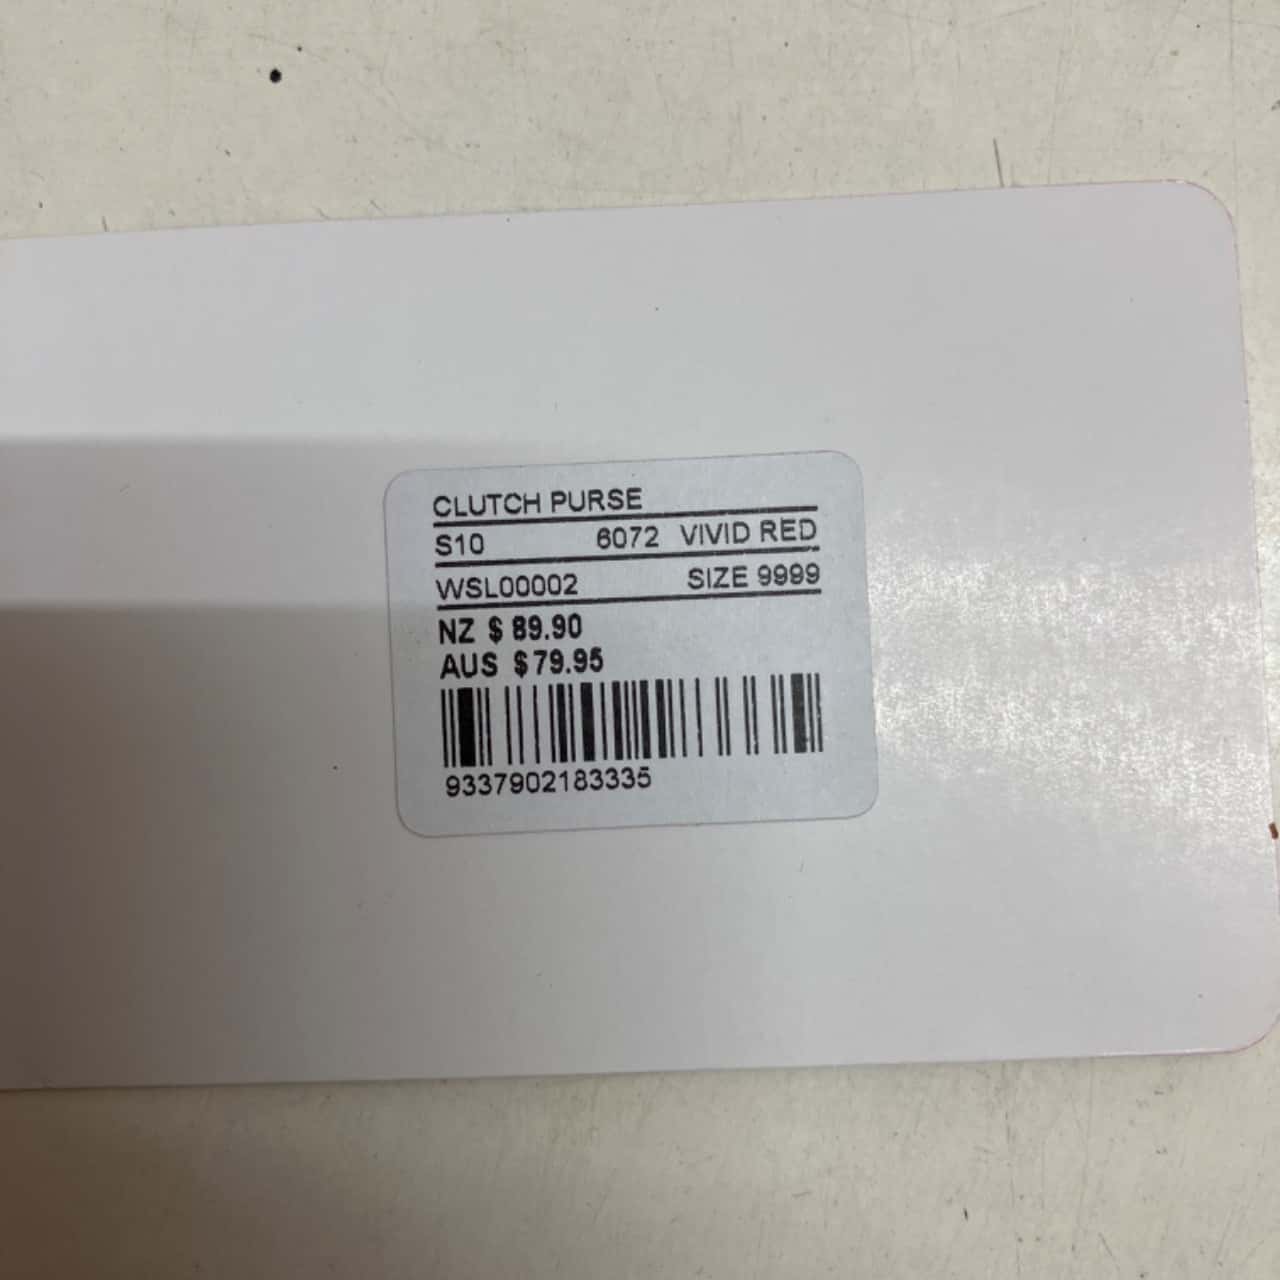 CLUTCH PURSE
S10 6072 VIVID RED
WSL00002 SIZE 9999
NZ $ 89.90
AUS $79.95
9337902183335